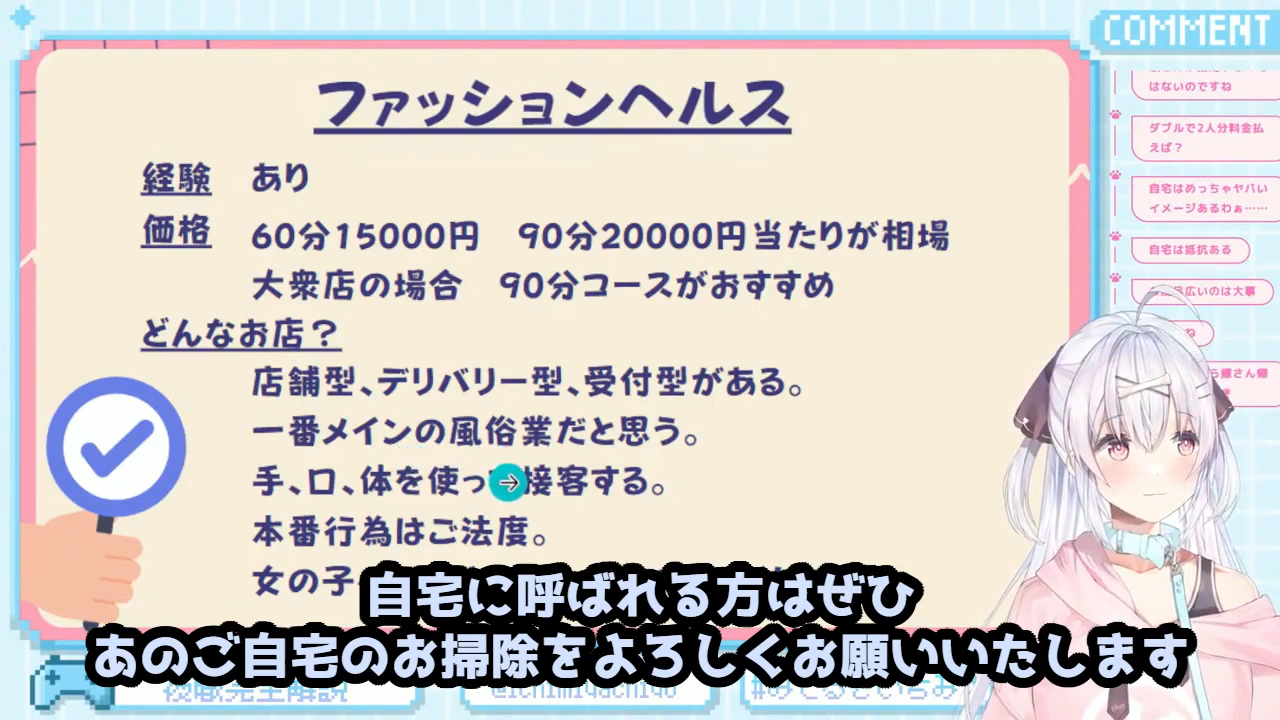 COMMENT
ファッションヘルス
経験 あり
価格 60分15000円 90分20000円当たりが相場
大衆店の場合 90分コースがおすすめ
どんなお店？
店舗型、デリバリー型、受付型がある。
一番メインの風俗業だと思う。
手、口、体を使っ 接客する。
本番行為はご法度。
女の子
はないのですね
ダブルで2人分料金払
えば？
自宅はめっちゃヤバい
イメージあるわぁ……
自宅は抵抗ある
広いのは大事
ね
ら嫁さん帰
自宅に呼ばれる方はぜひ
あのご自宅のお掃除をよろしくお願いいたします